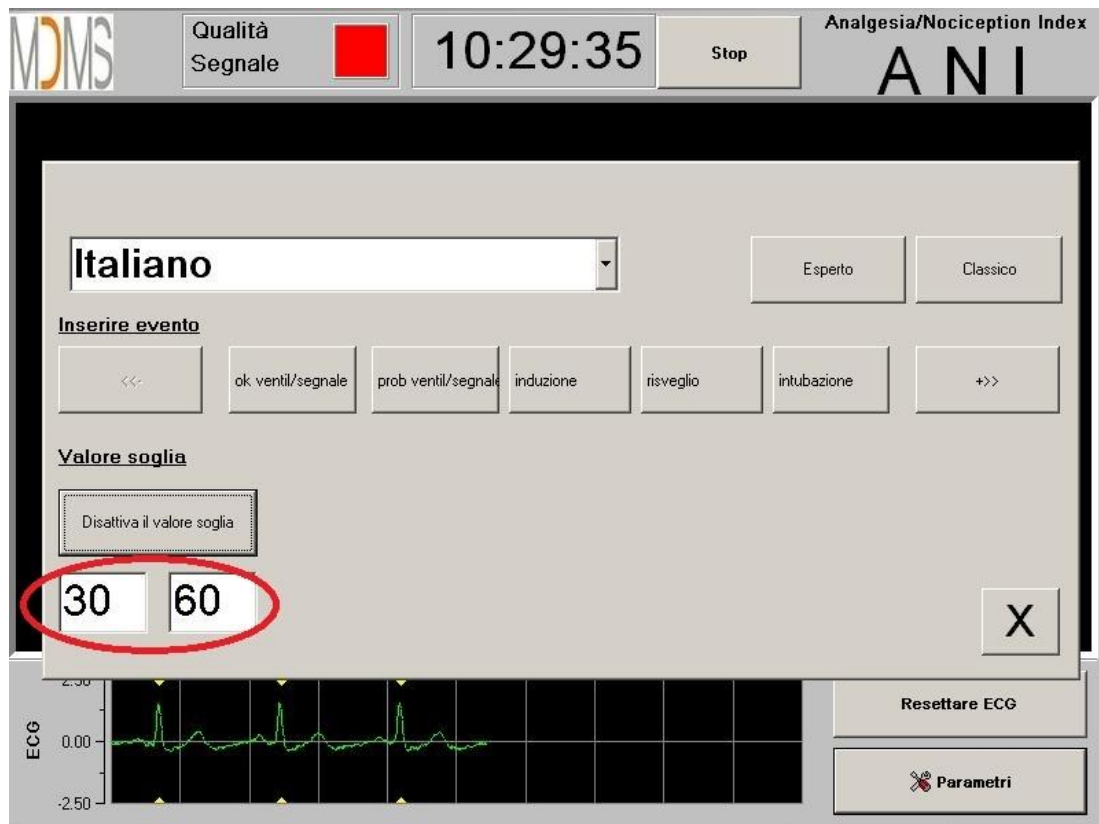 MDMS
Qualità
Segnale
10:29:35
Stop
Analgesia/Nociception Index
ANI
Italiano
Esperto
Classico
Inserire evento
<<-
ok ventil/segnale
prob ventil/segnale
induzione
risveglio
intubazione
+>>
Valore soglia
Disattiva il valore soglia
30
60
X
ECG
2.50
0.00
-2.50
Resettare ECG
Parametri